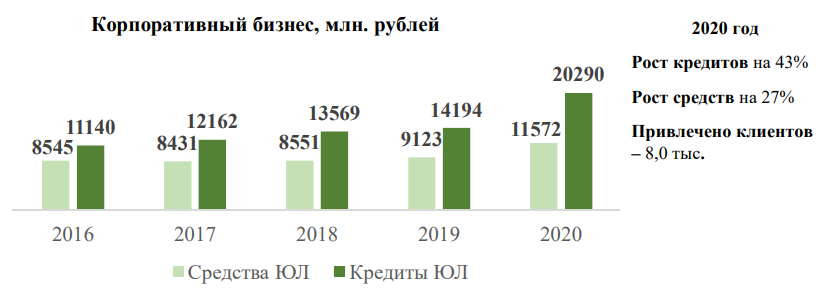 Корпоративный бизнес, млн. рублей
8545 11140 8431 12162 8551 13569 9123 14194 11572 20290
2016 2017 2018 2019 2020
Средства ЮЛ Кредиты ЮЛ
2020 год
Рост кредитов на 43%
Рост средств на 27%
Привлечено клиентов
– 8,0 тыс.